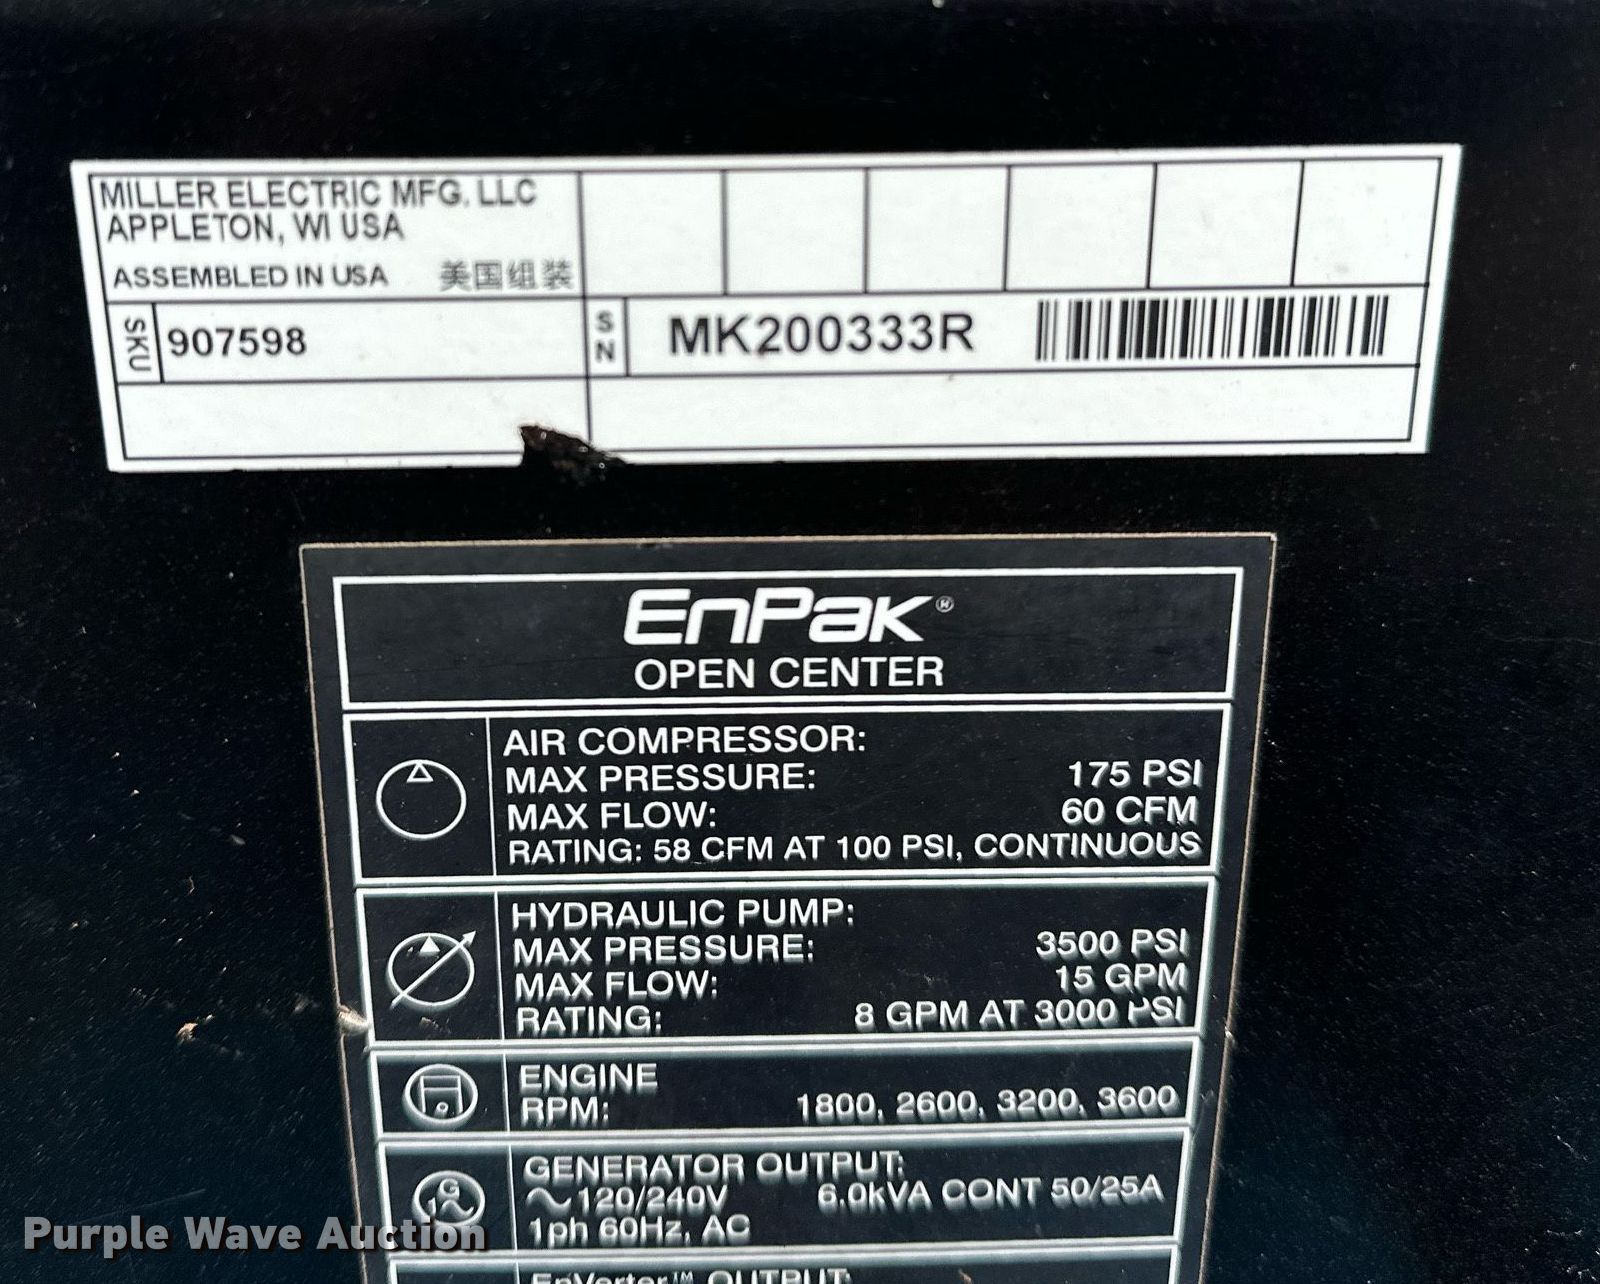 MILLER ELECTRIC MFG. LLC
APPLETON, WI USA
ASSEMBLED IN USA 美国组装
SKU 907598
SN MK200333R
EnPak®
OPEN CENTER
AIR COMPRESSOR:
MAX PRESSURE: 175 PSI
MAX FLOW: 60 CFM
RATING: 58 CFM AT 100 PSI, CONTINUOUS
HYDRAULIC PUMP:
MAX PRESSURE: 3500 PSI
MAX FLOW: 15 GPM
RATING: 8 GPM AT 3000 PSI
ENGINE
RPM: 1800, 2600, 3200, 3600
G
1~
GENERATOR OUTPUT:
~120/240V 6.0kVA CONT 50/25A
1ph 60Hz, AC
EnVerter™ OUTPUT:
Purple Wave Auction